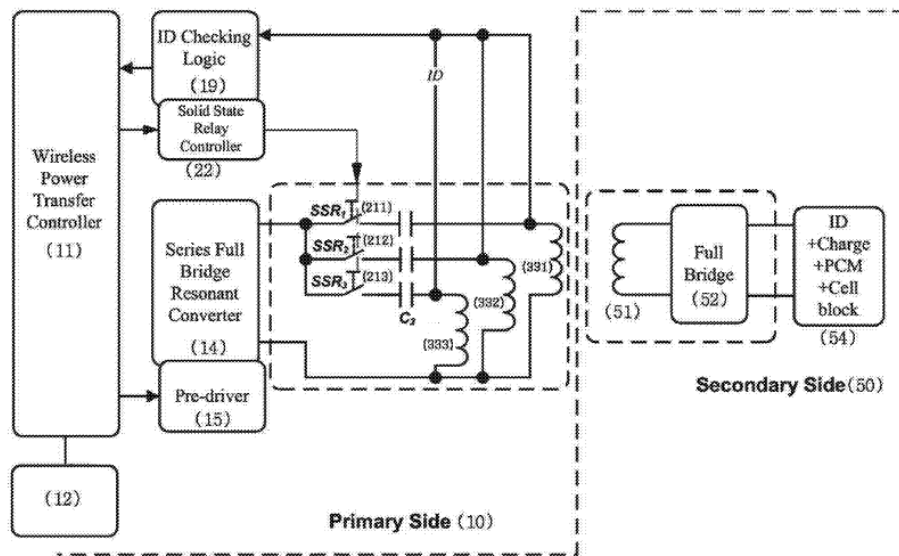 ID Checking
Logic
(19)
Solid State
Relay
Controller
(22)
Wireless
Power
Transfer
Controller
(11)
ID
SSR₁
(211)
SSR₂
(212)
SSR₃
(213)
C₃
(331)
(332)
(333)
Series Full
Bridge
Resonant
Converter
(14)
Pre-driver
(15)
(12)
Primary Side (10)
(51)
Full
Bridge
(52)
ID
+Charge
+PCM
+Cell
block
(54)
Secondary Side(50)